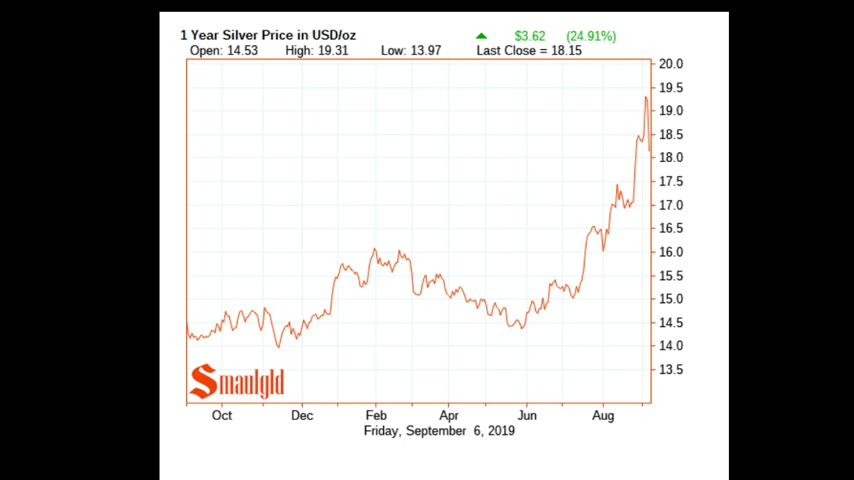 1 Year Silver Price in USD/oz ▲ $3.62 (24.91%)
Open: 14.53 High: 19.31 Low: 13.97 Last Close = 18.15
20.0
19.5
19.0
18.5
18.0
17.5
17.0
16.5
16.0
15.5
15.0
14.5
14.0
13.5
Smaulgld
Oct Dec Feb Apr Jun Aug
Friday, September 6, 2019